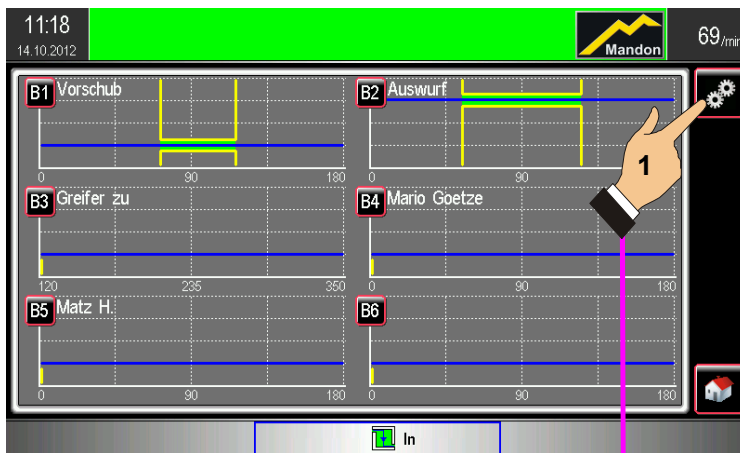 11:18
14.10.2012
Mandon
69/min
B1 Vorschub
0 90 180
B2 Auswurf
0 90
B3 Greifer zu
120 235 350
B4 Mario Goetze
0 90 180
B5 Matz H.
0 90 180
B6
0 90 180
1
In